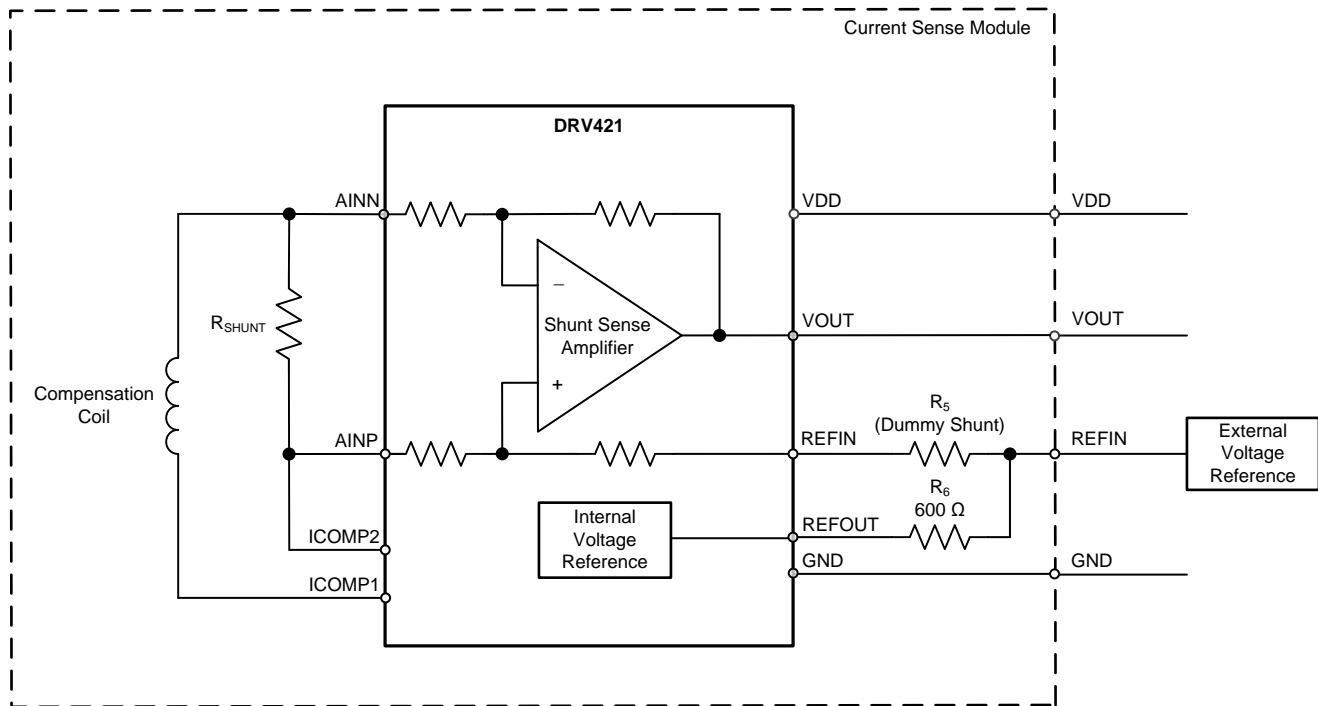 Current Sense Module
DRV421
AINN
VDD
VDD
−
Shunt Sense
Amplifier
+
VOUT
VOUT
RSHUNT
Compensation
Coil
AINP
R5
(Dummy Shunt)
REFIN
REFIN
External
Voltage
Reference
R6
600 Ω
Internal
Voltage
Reference
REFOUT
ICOMP2
GND
GND
ICOMP1